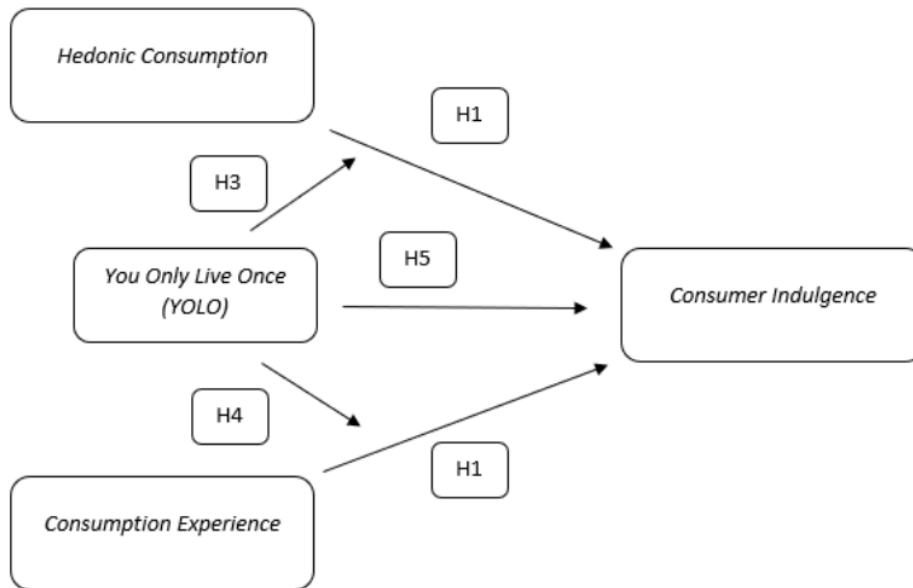 Hedonic Consumption
H1
H3
You Only Live Once
(YOLO)
H5
Consumer Indulgence
H4
H1
Consumption Experience